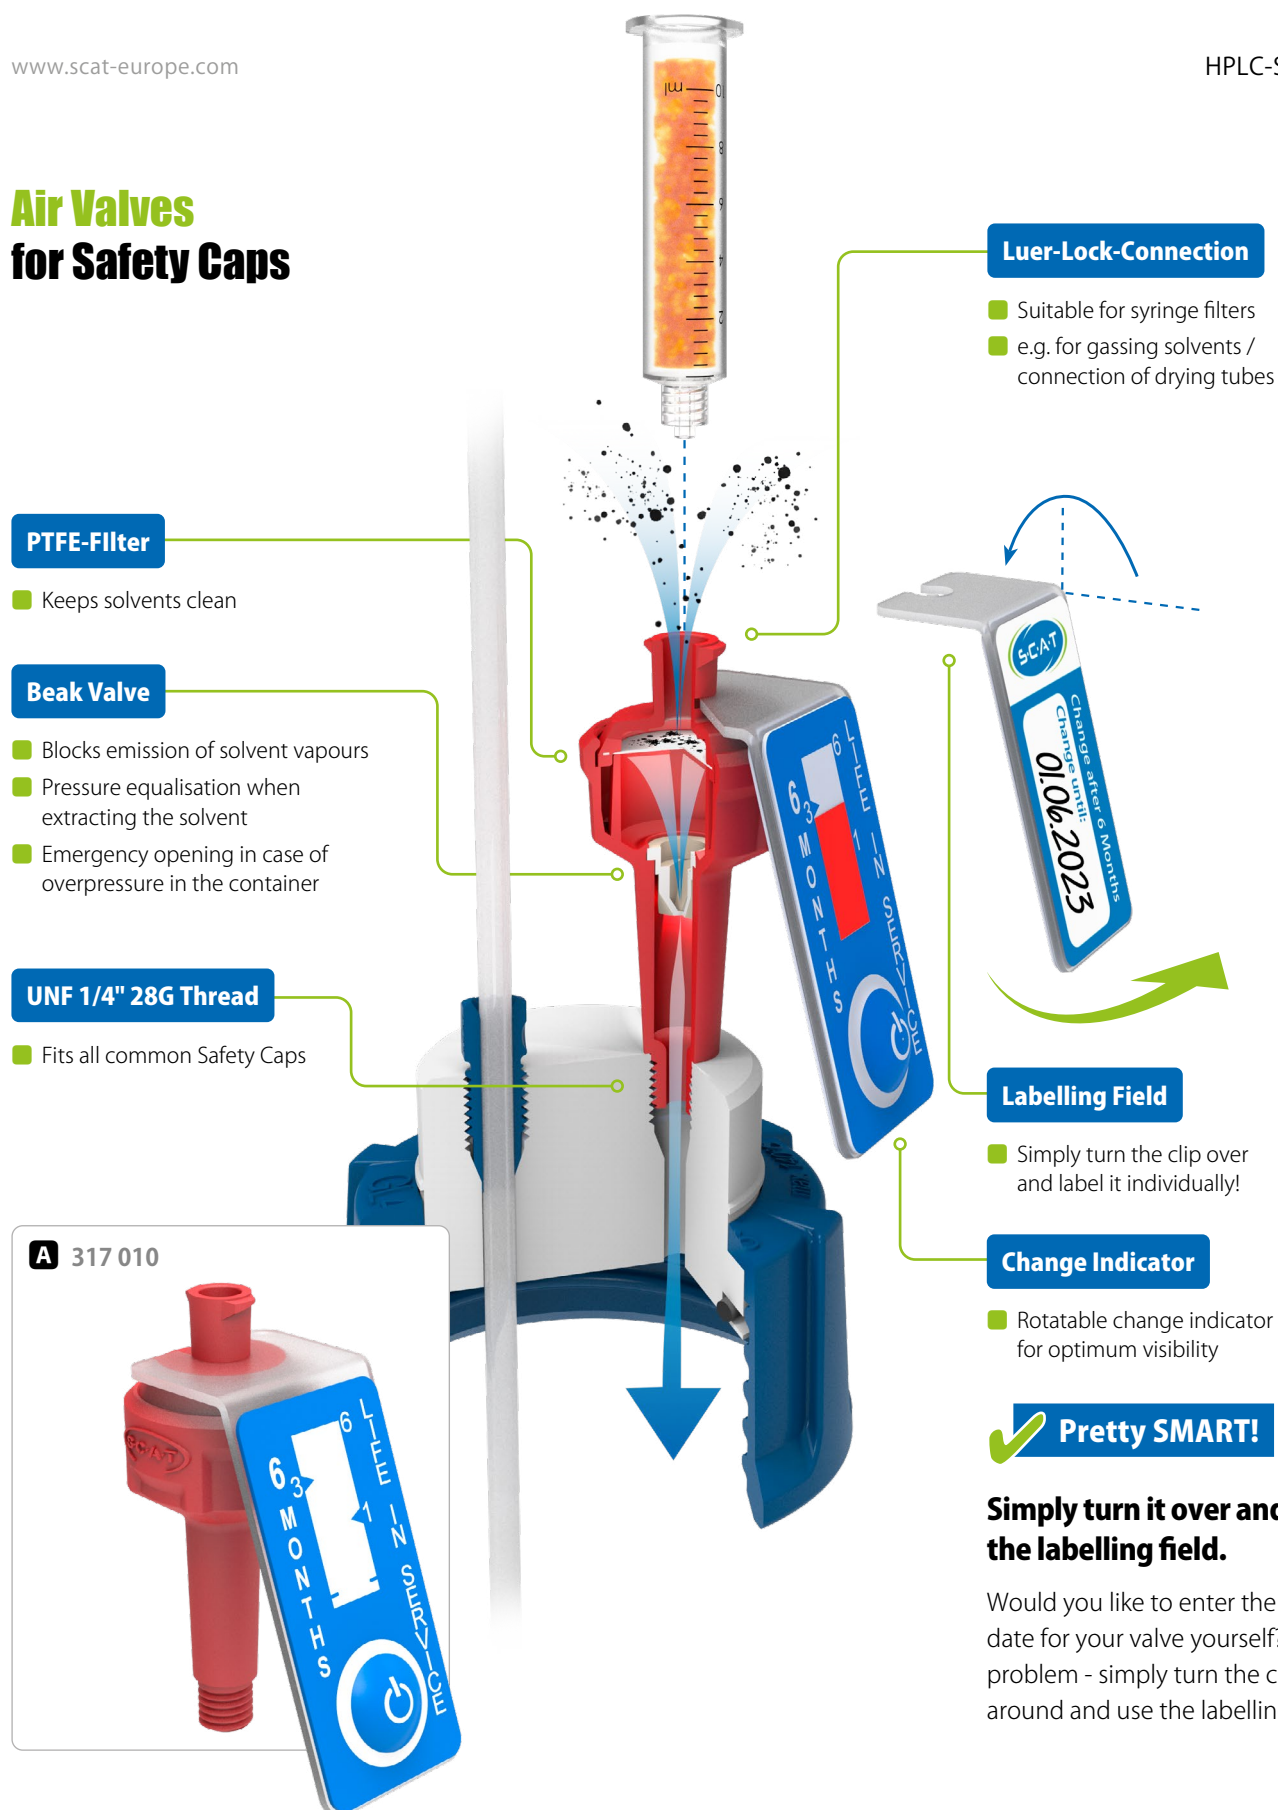 www.scat-europe.com
HPLC-S
Air Valves
for Safety Caps
ml
10
8
6
4
2
Luer-Lock-Connection
Suitable for syringe filters
e.g. for gassing solvents /
connection of drying tubes
PTFE-FIlter
Keeps solvents clean
Beak Valve
Blocks emission of solvent vapours
Pressure equalisation when
extracting the solvent
Emergency opening in case of
overpressure in the container
UNF 1/4" 28G Thread
Fits all common Safety Caps
6 MONTHS
6
3
1
LIFE IN SERVICE
S·C·A·T
Change after 6 Months
Change until:
01.06.2023
Labelling Field
Simply turn the clip over
and label it individually!
Change Indicator
Rotatable change indicator
for optimum visibility
GL
A 317 010
S·C·A·T
6 MONTHS
6
3
1
LIFE IN SERVICE
Pretty SMART!
Simply turn it over and
the labelling field.
Would you like to enter the
date for your valve yourself?
problem - simply turn the c
around and use the labellin